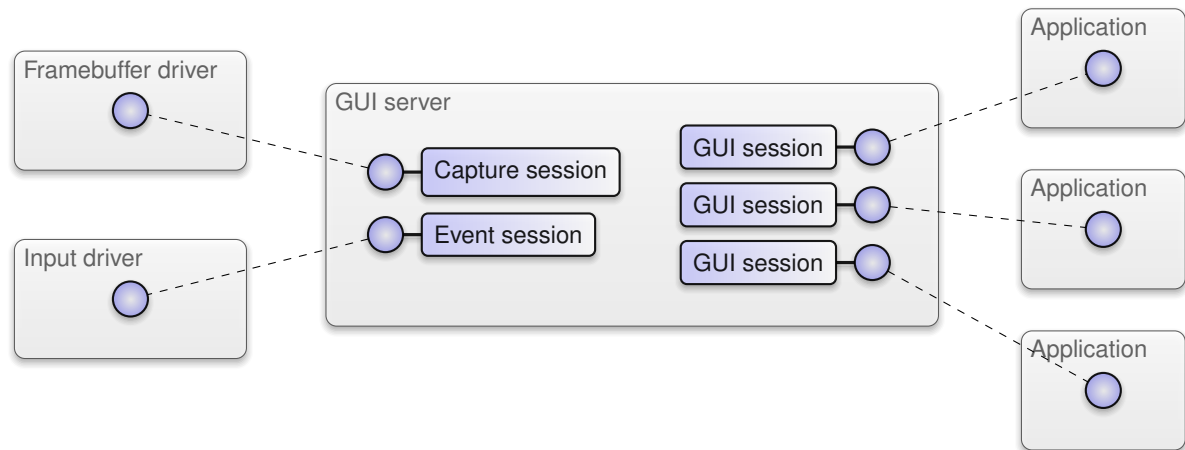 Framebuffer driver
Input driver
GUI server
Capture session
Event session
GUI session
GUI session
GUI session
Application
Application
Application